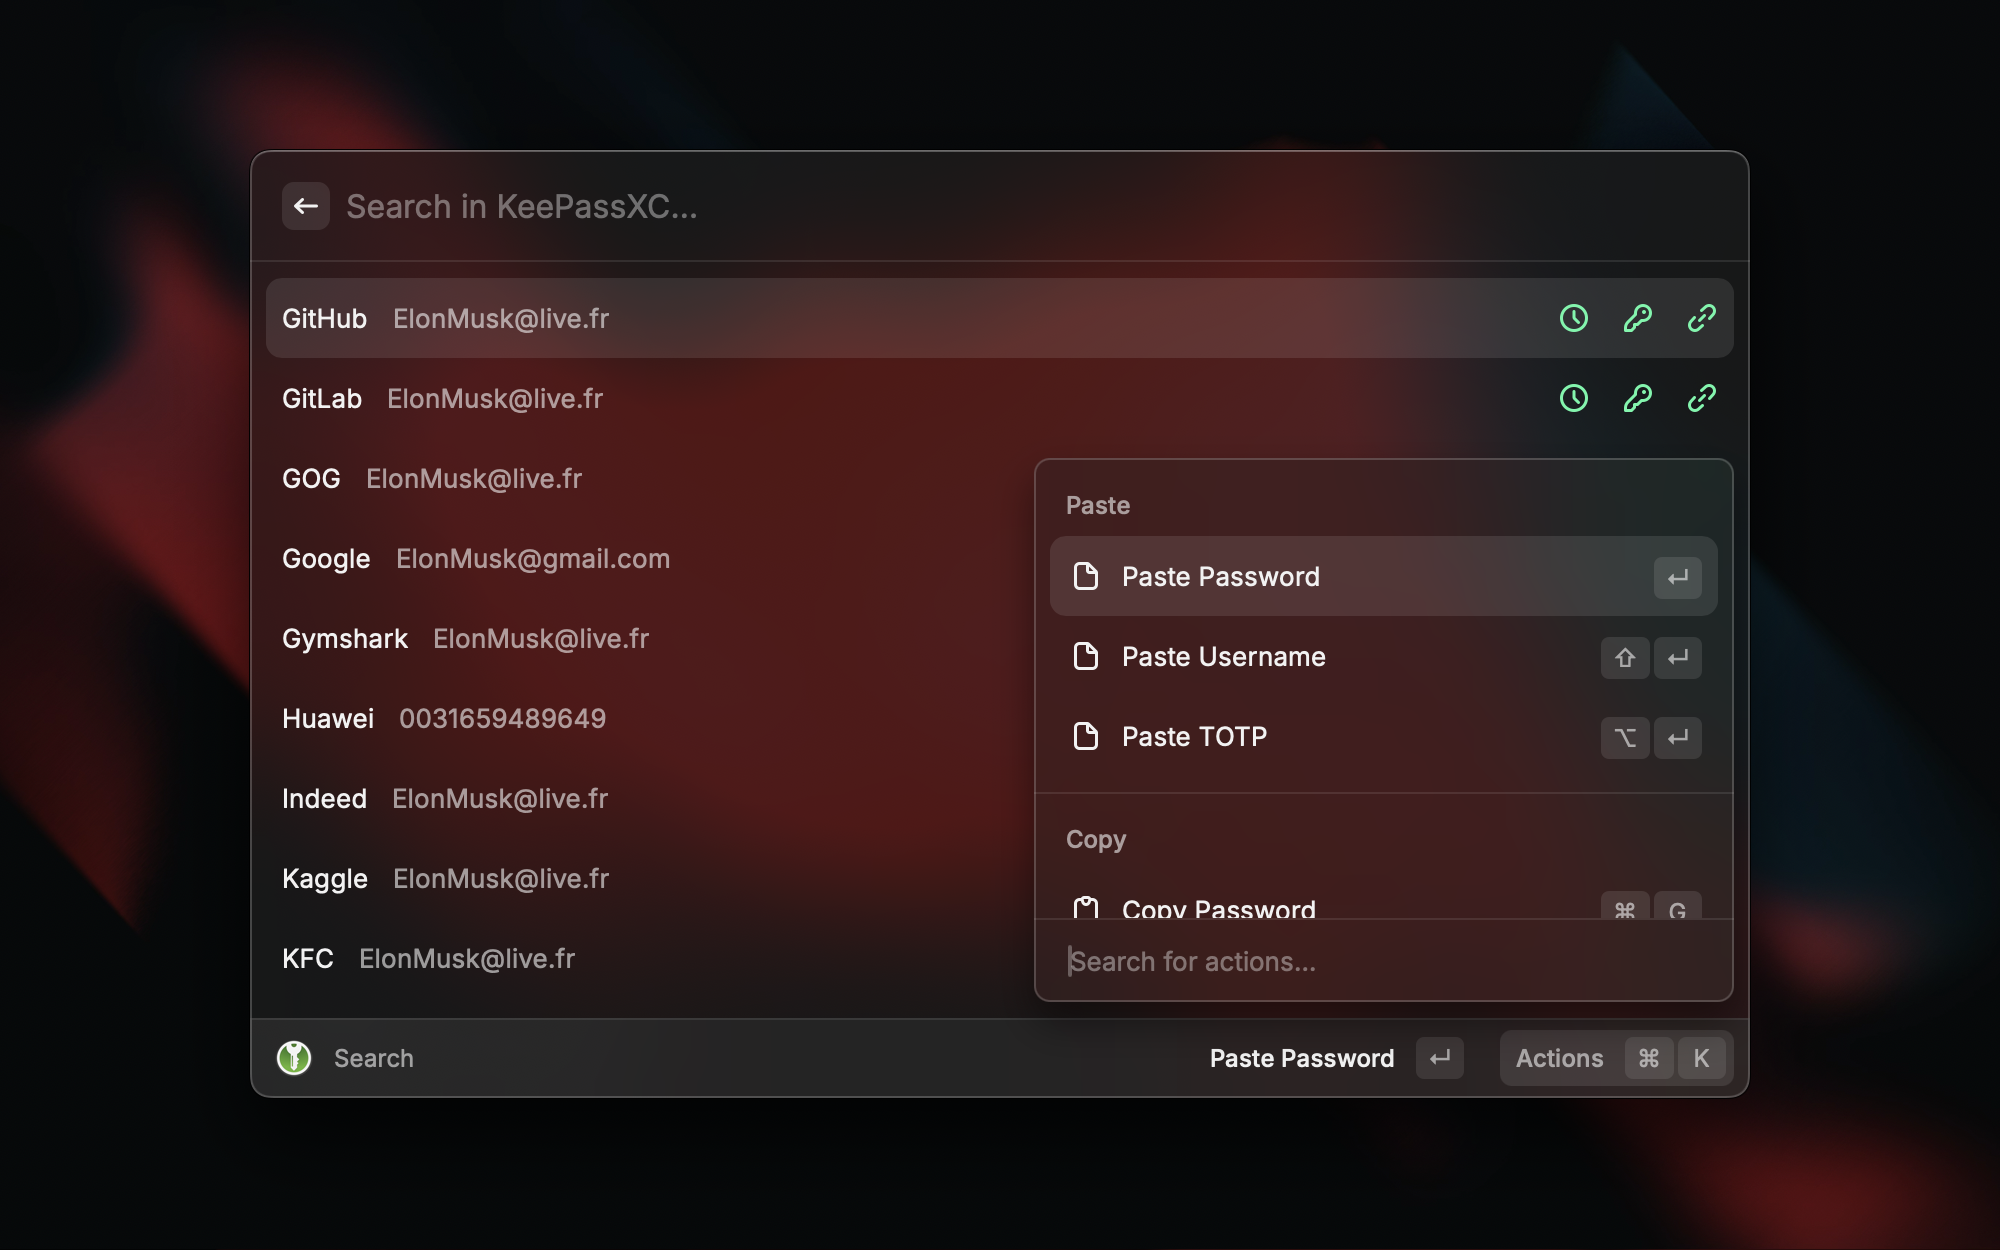 Search in KeePassXC...
GitHub ElonMusk@live.fr
GitLab ElonMusk@live.fr
GOG ElonMusk@live.fr
Google ElonMusk@gmail.com
Gymshark ElonMusk@live.fr
Huawei 0031659489649
Indeed ElonMusk@live.fr
Kaggle ElonMusk@live.fr
KFC ElonMusk@live.fr
Paste
Paste Password ↵
Paste Username ⇧ ↵
Paste TOTP ⌥ ↵
Copy
Copy Password ⌘ G
Search for actions...
Search
Paste Password ↵
Actions ⌘ K